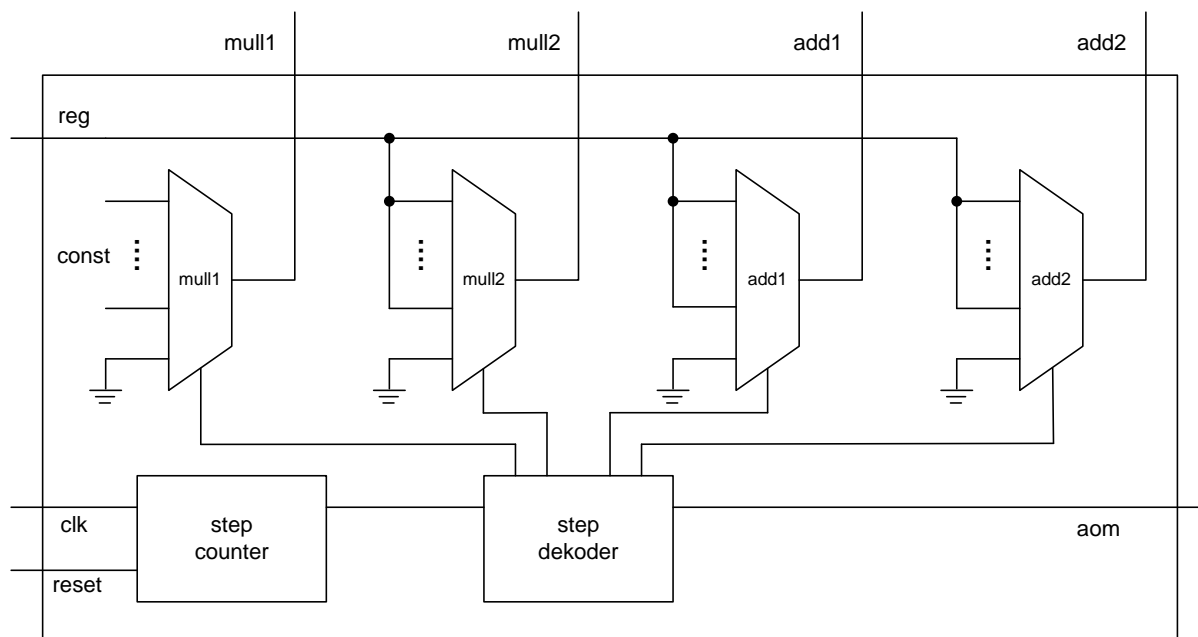 mull1
mull2
add1
add2
reg
const
mull1
mull2
add1
add2
clk
step
counter
step
dekoder
aom
reset